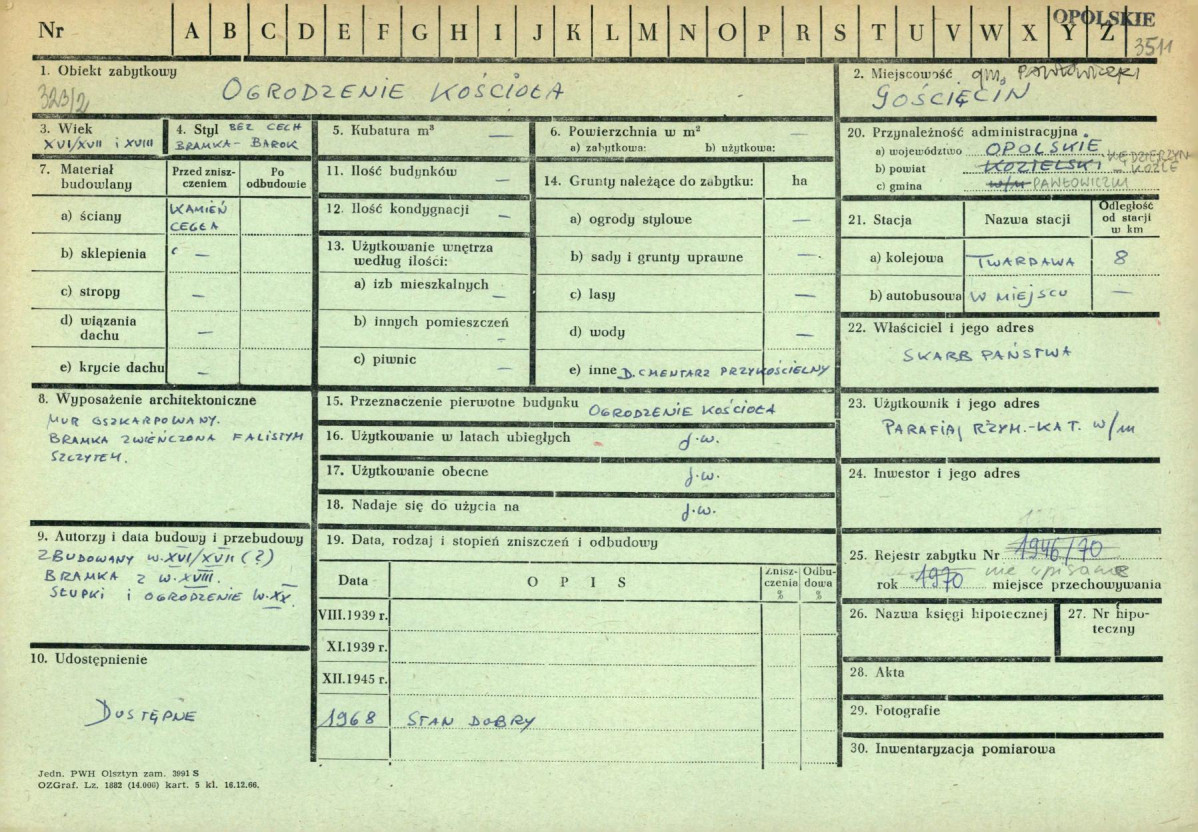 OPOLSKIE
Nr A B C D E F G H I J K L M N O P R S T U V W X Y Z
3511
1. Obiekt zabytkowy
323/2
OGRODZENIE KOŚCIOŁA
2. Miejscowość gm. PAWŁOWICZKI
GOŚCIĘCIN
3. Wiek
XVI/XVII i XVIII
4. Styl BEZ CECH
BRAMKA - BAROK
5. Kubatura m³ —
6. Powierzchnia w m² —
a) zabytkowa: b) użytkowa:
7. Materiał budowlany
Przed zniszczeniem
Po odbudowie
a) ściany KAMIEŃ
CEGŁA
b) sklepienia —
c) stropy —
d) wiązania dachu —
e) krycie dachu —
8. Wyposażenie architektoniczne
MUR OSZKARPOWANY.
BRAMKA ZWIEŃCZONA FALISTYM
SZCZYTEM.
9. Autorzy i data budowy i przebudowy
ZBUDOWANY W. XVI/XVII (?)
BRAMKA Z W. XVIII.
SŁUPKI I OGRODZENIE W. XX.
10. Udostępnienie
DOSTĘPNE
11. Ilość budynków —
12. Ilość kondygnacji —
13. Użytkowanie wnętrza
według ilości:
a) izb mieszkalnych —
b) innych pomieszczeń —
c) piwnic —
14. Grunty należące do zabytku: ha
a) ogrody stylowe —
b) sady i grunty uprawne —
c) lasy —
d) wody —
e) inne D. CMENTARZ PRZYKOŚCIELNY
15. Przeznaczenie pierwotne budynku OGRODZENIE KOŚCIOŁA
16. Użytkowanie w latach ubiegłych j.w.
17. Użytkowanie obecne j.w.
18. Nadaje się do użycia na j.w.
19. Data, rodzaj i stopień zniszczeń i odbudowy
Data OPIS Zniszczenia % Odbudowa %
VIII.1939 r.
XI.1939 r.
XII.1945 r.
1968 STAN DOBRY
20. Przynależność administracyjna
a) województwo OPOLSKIE
b) powiat KOZIELSKI KĘDZIERZYN - KOŹLE
c) gmina w/m PAWŁOWICZKI
21. Stacja Nazwa stacji Odległość od stacji w km
a) kolejowa TWARDAWA 8
b) autobusowa W MIEJSCU —
22. Właściciel i jego adres
SKARB PAŃSTWA
23. Użytkownik i jego adres
PARAFIA RZYM.-KAT. w/m
24. Inwestor i jego adres
25. Rejestr zabytku Nr 1946/70
rok 1970 nie wpisane miejsce przechowywania
26. Nazwa księgi hipotecznej
27. Nr hipoteczny
28. Akta
29. Fotografie
30. Inwentaryzacja pomiarowa
Jedn. PWH Olsztyn zam. 3991 S
OZGraf. Lz. 1882 (14.000) kart. 5 kl. 16.12.66.